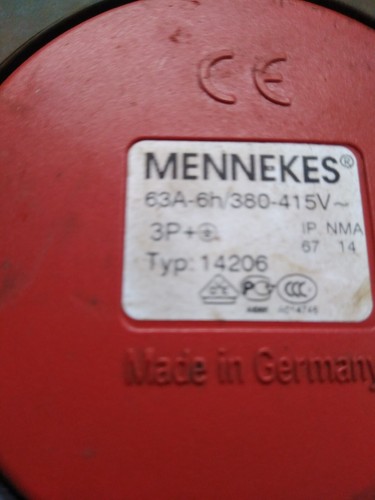 CE
MENNEKES®
63A-6h/380-415V~
3P+⏚ IP NMA
67 14
Typ: 14206
Made in Germany